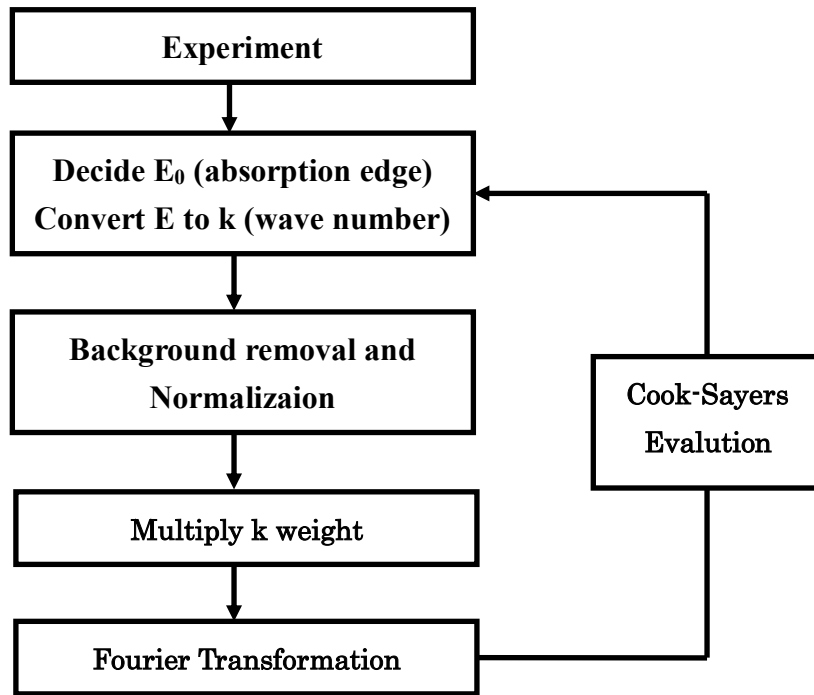 Experiment
Decide E₀ (absorption edge)
Convert E to k (wave number)
Background removal and
Normalizaion
Cook-Sayers
Evalution
Multiply k weight
Fourier Transformation